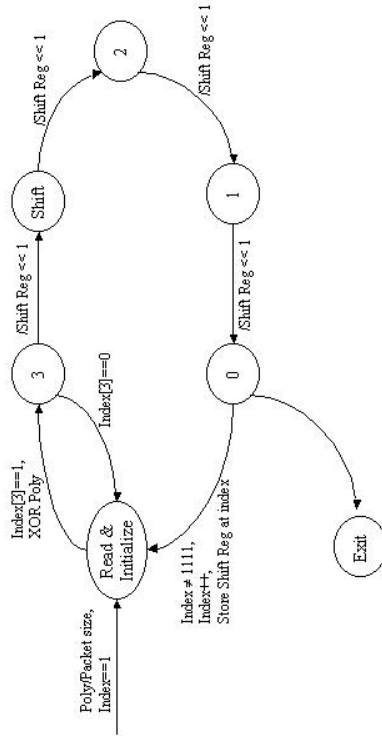 Poly/Packet size,
Index==1
Read &
Initialize
Index[3]==1,
XOR Poly
Index[3]==0
3
/Shift Reg << 1
Shift
/Shift Reg << 1
2
/Shift Reg << 1
1
/Shift Reg << 1
0
Index ≠ 1111,
Index++,
Store Shift Reg at index
Exit